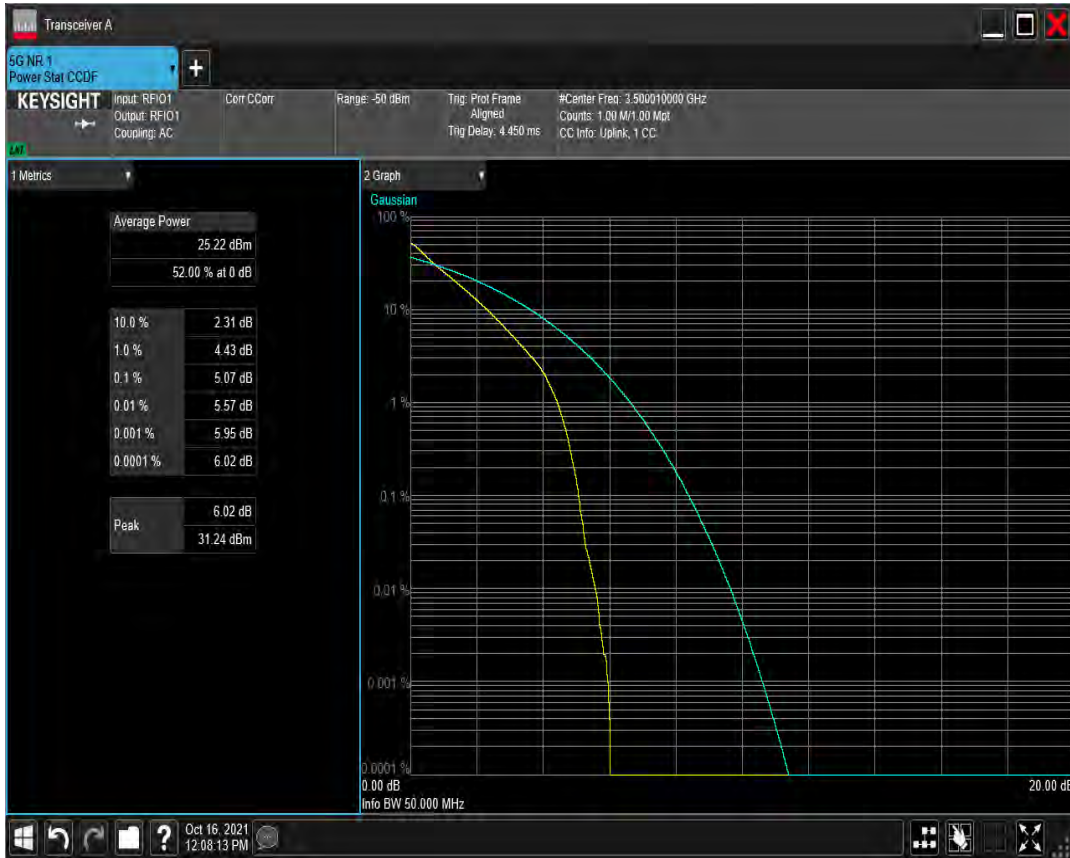 Transceiver A
5G NR 1
Power Stat CCDF
+
KEYSIGHT
Input: RFIO1
Output: RFIO1
Coupling: AC
Corr CCorr
Range: -50 dBm
Trig: Prot Frame
Aligned
Trig Delay: 4.450 ms
#Center Freq: 3.500010000 GHz
Counts: 1.00 M/1.00 Mpt
CC Info: Uplink, 1 CC
1 Metrics
Average Power
25.22 dBm
52.00 % at 0 dB
10.0 % 2.31 dB
1.0 % 4.43 dB
0.1 % 5.07 dB
0.01 % 5.57 dB
0.001 % 5.95 dB
0.0001 % 6.02 dB
Peak 6.02 dB
31.24 dBm
2 Graph
Gaussian
100 %
10 %
1 %
0.1 %
0.01 %
0.001 %
0.0001 %
0.00 dB 20.00 dB
Info BW 50.000 MHz
? Oct 16, 2021
12:08:13 PM